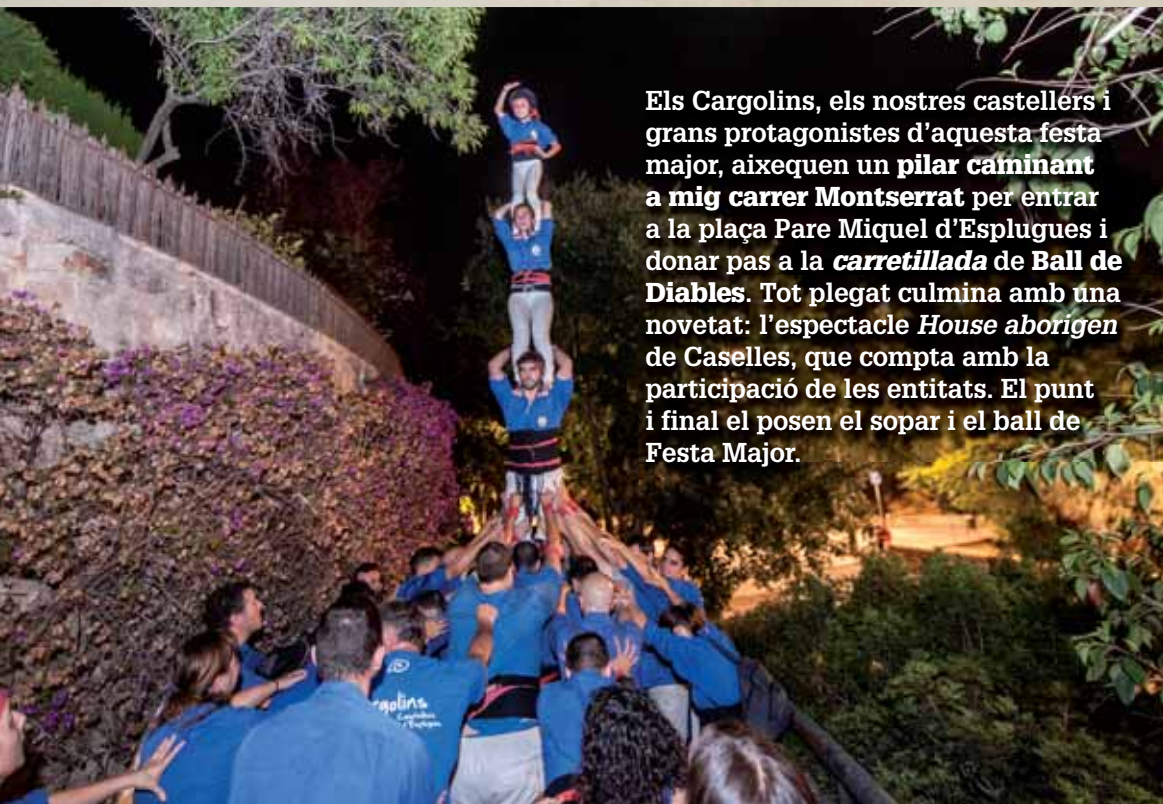 Els Cargolins, els nostres castellers i
grans protagonistes d'aquesta festa
major, aixequen un pilar caminant
a mig carrer Montserrat per entrar
a la plaça Pare Miquel d'Esplugues i
donar pas a la carretillada de Ball de
Diables. Tot plegat culmina amb una
novetat: l'espectacle House aborigen
de Caselles, que compta amb la
participació de les entitats. El punt
i final el posen el sopar i el ball de
Festa Major.
rgolins